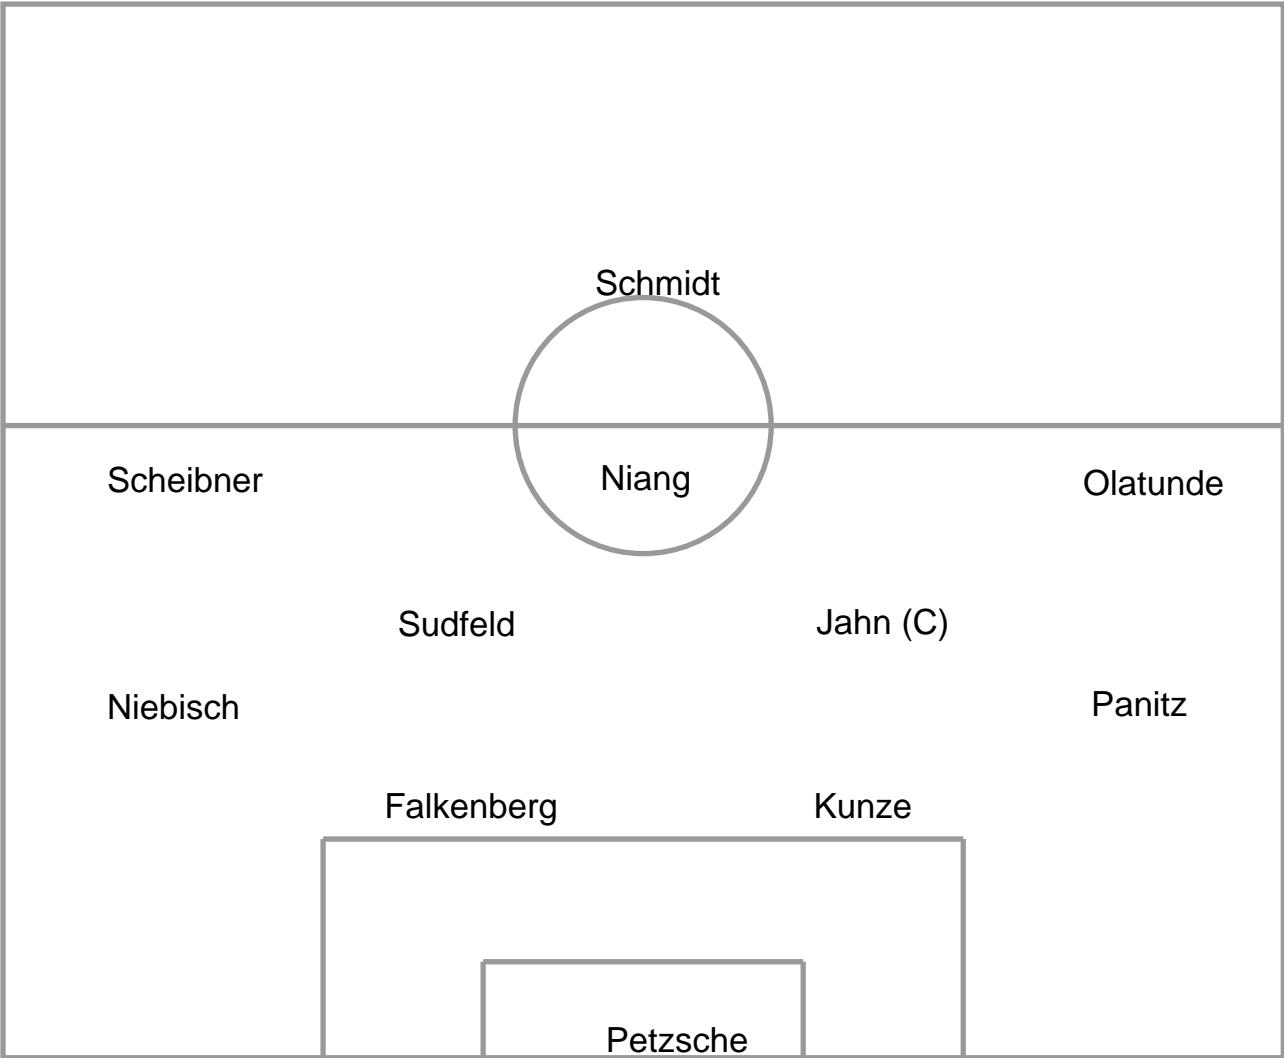 Schmidt
Scheibner
Niang
Olatunde
Sudfeld
Jahn (C)
Niebisch
Panitz
Falkenberg
Kunze
Petzsche